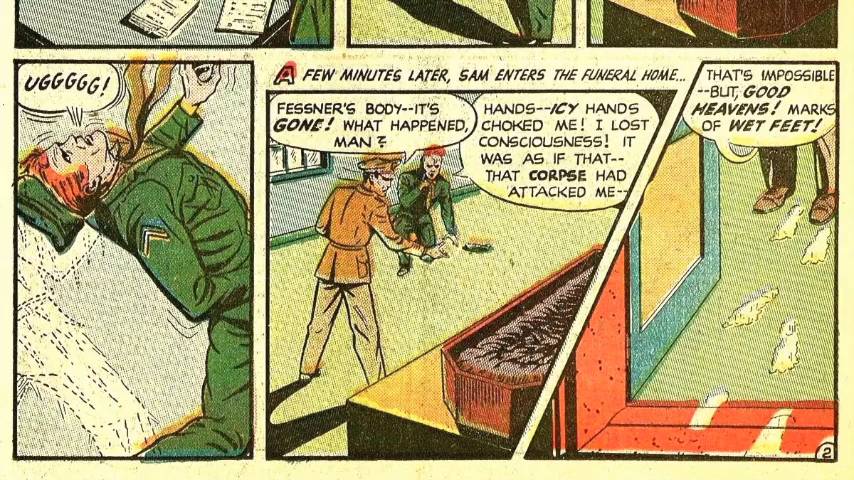 UGGGGG!
A FEW MINUTES LATER, SAM ENTERS THE FUNERAL HOME...
FESSNER'S BODY--IT'S
GONE! WHAT HAPPENED,
MAN?
HANDS--ICY HANDS
CHOKED ME! I LOST
CONSCIOUSNESS! IT
WAS AS IF THAT--
THAT CORPSE HAD
ATTACKED ME--
THAT'S IMPOSSIBLE
--BUT, GOOD
HEAVENS! MARKS
OF WET FEET!
2